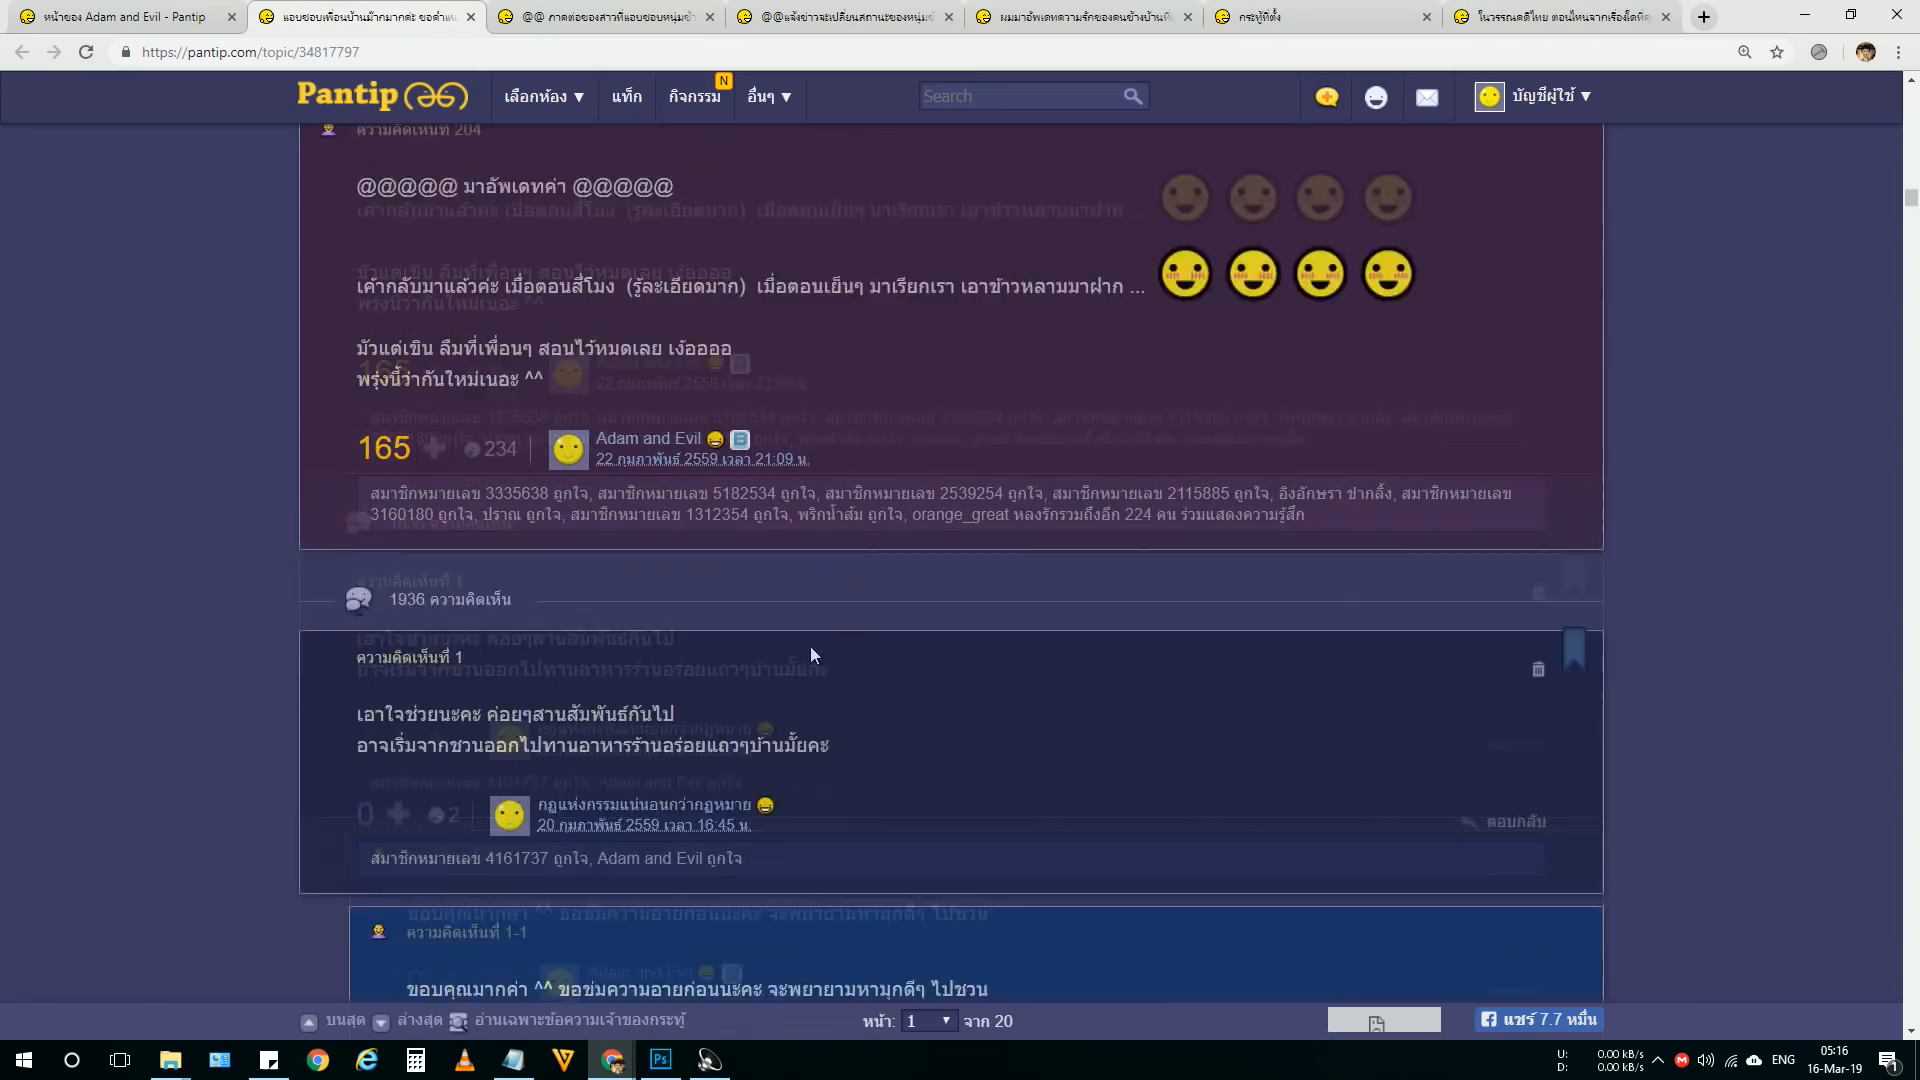 หน้าของ Adam and Evil - Pantip
แอบชอบเพื่อนบ้านม๊ากมากค่ะ ขอคำแน
@@ ภาคต่อของสาวที่แอบชอบหนุ่มข้า
@@แจ้งข่าวจะเปลี่ยนสถานะของหนุ่มข
ผมมาอัพเดทความรักของคนข้างบ้านที่
กระทู้ที่ตั้ง
ในวรรณคดีไทย ตอนไหนจากเรื่องใดที่
https://pantip.com/topic/34817797
Pantip
เลือกห้อง ▼
แท็ก
กิจกรรม
N
อื่นๆ ▼
Search
บัญชีผู้ใช้ ▼
ความคิดเห็นที่ 204
@@@@@ มาอัพเดทค่า @@@@@
เค้ากลับมาแล้วค่ะ เมื่อตอนสี่โมง (รู้ละเอียดมาก) เมื่อตอนเย็นๆ มาเรียกเรา เอาข้าวหลามมาฝาก ...
มัวแต่เขิน ลืมที่เพื่อนๆ สอนไว้หมดเลย เง้ออออ
พรุ่งนี้ว่ากันใหม่เนอะ ^^
165
234
Adam and Evil
22 กุมภาพันธ์ 2559 เวลา 21:09 น.
สมาชิกหมายเลข 3335638 ถูกใจ, สมาชิกหมายเลข 5182534 ถูกใจ, สมาชิกหมายเลข 2539254 ถูกใจ, สมาชิกหมายเลข 2115885 ถูกใจ, อิงอักษรา ซ่ากลิ้ง, สมาชิกหมายเลข
3160180 ถูกใจ, ปราณ ถูกใจ, สมาชิกหมายเลข 1312354 ถูกใจ, พริกน้ำส้ม ถูกใจ, orange_great หลงรักรวมถึงอีก 224 คน ร่วมแสดงความรู้สึก
1936 ความคิดเห็น
ความคิดเห็นที่ 1
เอาใจช่วยนะคะ ค่อยๆสานสัมพันธ์กันไป
อาจเริ่มจากชวนออกไปทานอาหารร้านอร่อยแถวๆบ้านมั้ยคะ
0
2
กฎแห่งกรรมแน่นอนกว่ากฎหมาย
20 กุมภาพันธ์ 2559 เวลา 16:45 น.
ตอบกลับ
สมาชิกหมายเลข 4161737 ถูกใจ, Adam and Evil ถูกใจ
ความคิดเห็นที่ 1-1
ขอบคุณมากค่า ^^ ขอข่มความอายก่อนนะคะ จะพยายามหามุกดีๆ ไปชวน
บนสุด
ล่างสุด
อ่านเฉพาะข้อความเจ้าของกระทู้
หน้า: 1 จาก 20
แชร์ 7.7 หมื่น
U: 0.00 kB/s
D: 0.00 kB/s
ENG
05:16
16-Mar-19
1